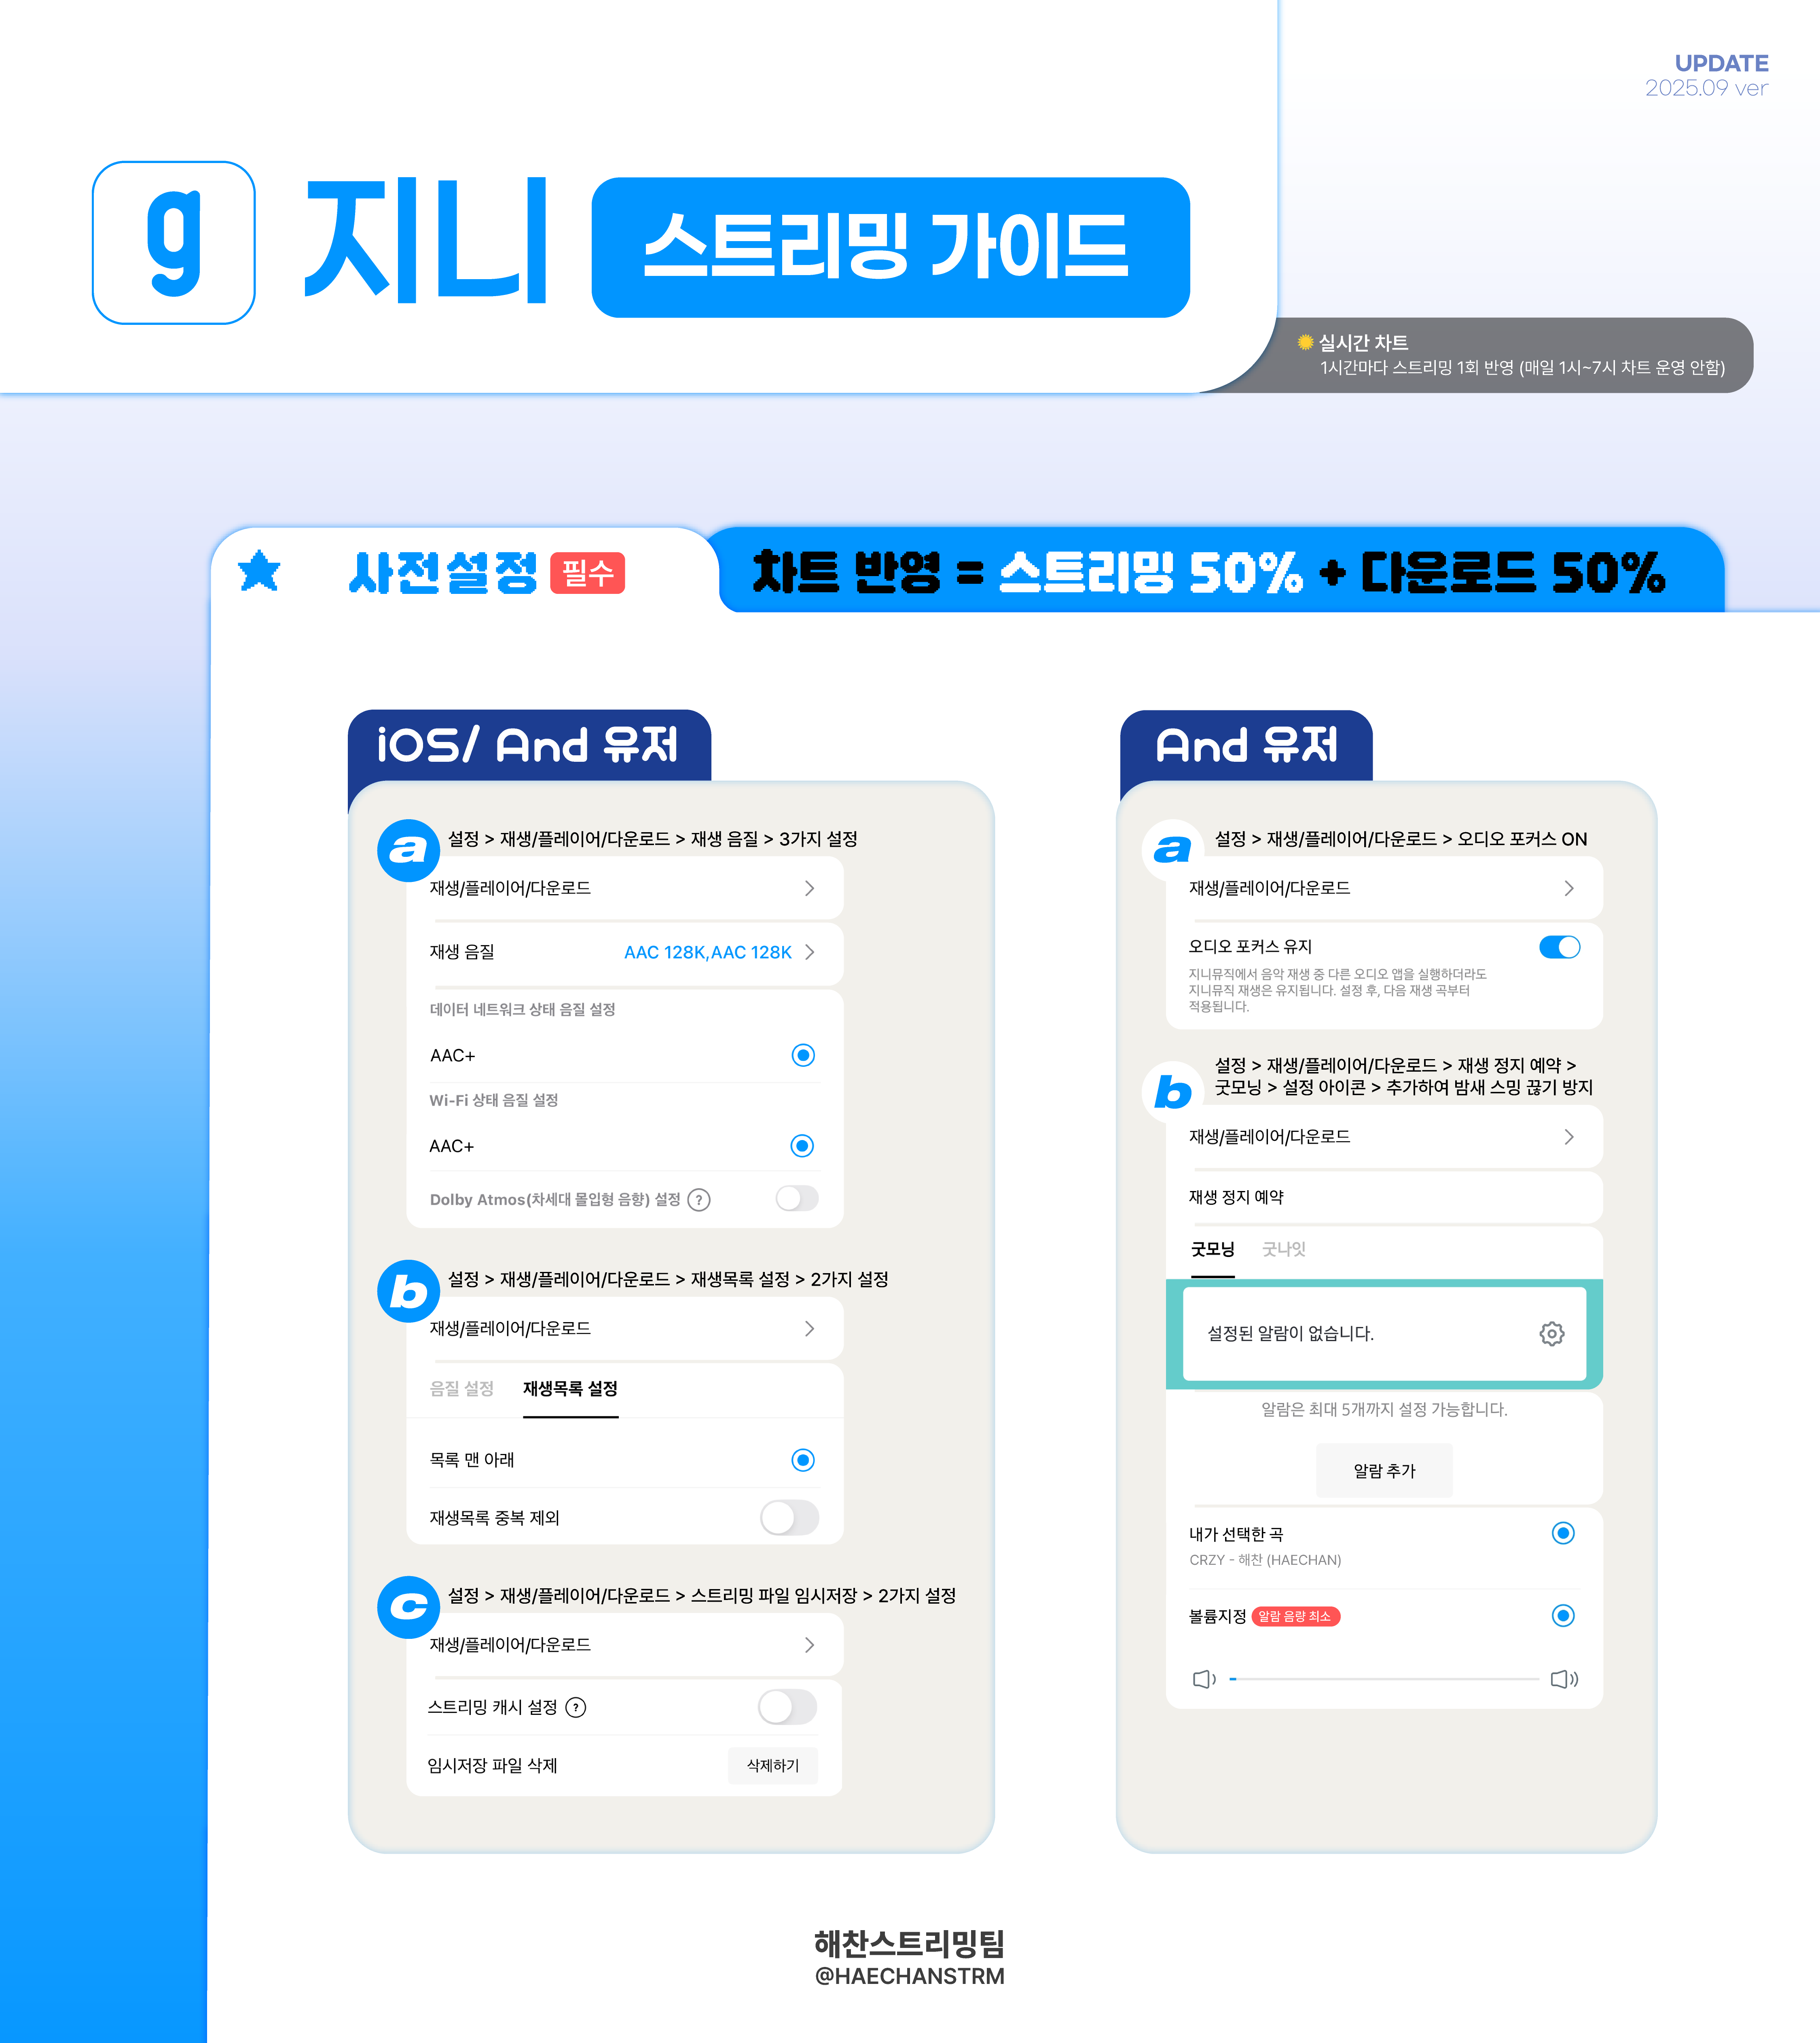 UPDATE
2025.09 ver
g 지니 스트리밍 가이드
실시간 차트
1시간마다 스트리밍 1회 반영 (매일 1시~7시 차트 운영 안함)
사전설정 필수
차트 반영 = 스트리밍 50% + 다운로드 50%
iOS/ And 유저
a 설정 > 재생/플레이어/다운로드 > 재생 음질 > 3가지 설정
재생/플레이어/다운로드
재생 음질 AAC 128K,AAC 128K
데이터 네트워크 상태 음질 설정
AAC+
Wi-Fi 상태 음질 설정
AAC+
Dolby Atmos(차세대 몰입형 음향) 설정 ?
b 설정 > 재생/플레이어/다운로드 > 재생목록 설정 > 2가지 설정
재생/플레이어/다운로드
음질 설정 재생목록 설정
목록 맨 아래
재생목록 중복 제외
c 설정 > 재생/플레이어/다운로드 > 스트리밍 파일 임시저장 > 2가지 설정
재생/플레이어/다운로드
스트리밍 캐시 설정 ?
임시저장 파일 삭제 삭제하기
And 유저
a 설정 > 재생/플레이어/다운로드 > 오디오 포커스 ON
재생/플레이어/다운로드
오디오 포커스 유지
지니뮤직에서 음악 재생 중 다른 오디오 앱을 실행하더라도
지니뮤직 재생은 유지됩니다. 설정 후, 다음 재생 곡부터
적용됩니다.
b 설정 > 재생/플레이어/다운로드 > 재생 정지 예약 >
굿모닝 > 설정 아이콘 > 추가하여 밤새 스밍 끊기 방지
재생/플레이어/다운로드
재생 정지 예약
굿모닝 굿나잇
설정된 알람이 없습니다.
알람은 최대 5개까지 설정 가능합니다.
알람 추가
내가 선택한 곡
CRZY - 해찬 (HAECHAN)
볼륨지정 알람 음량 최소
해찬스트리밍팀
@HAECHANSTRM